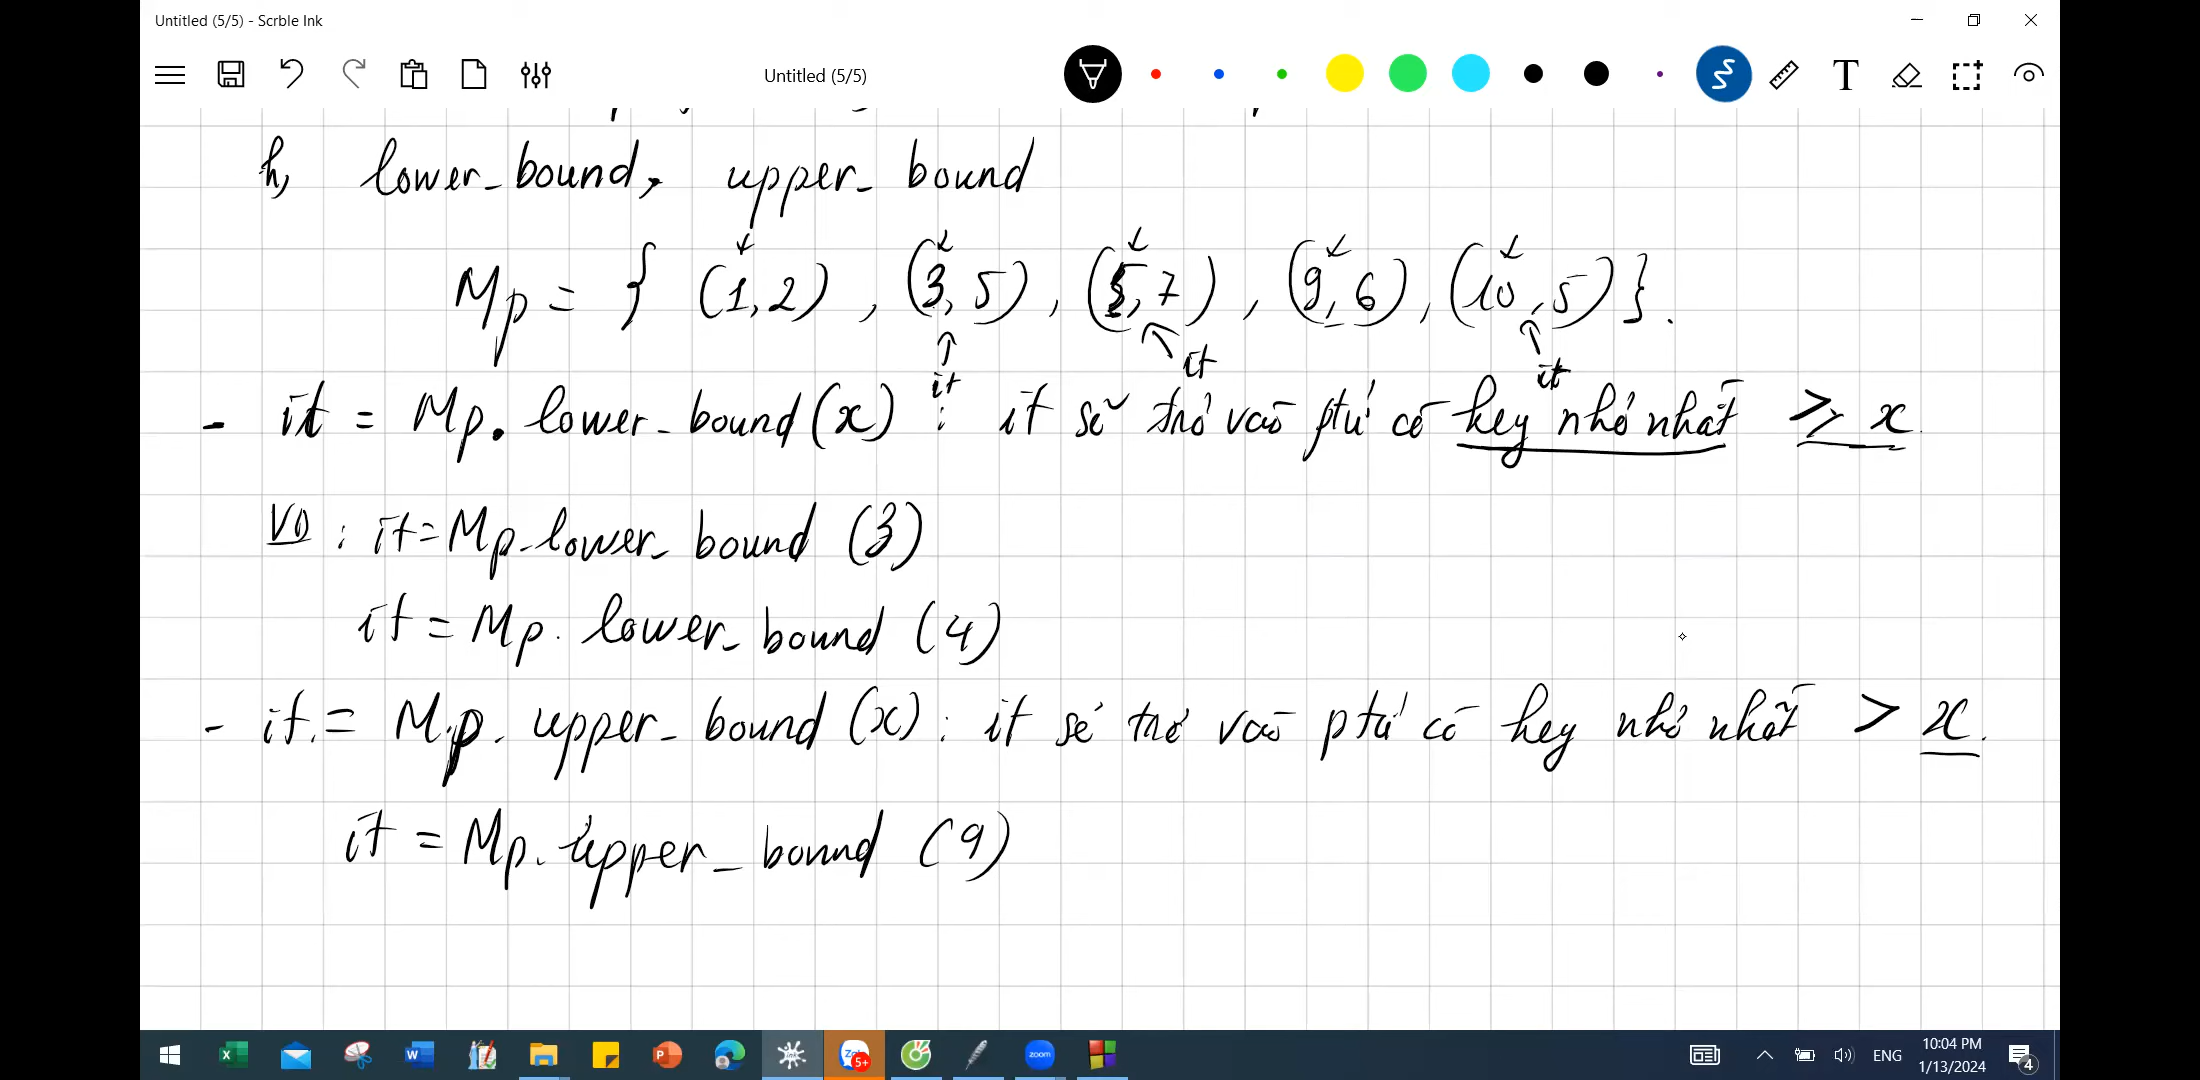 Untitled (5/5) - Scrble Ink
Untitled (5/5)
T
h, lower_bound, upper_bound
Mp = { (1,2), (3,5), (5,7), (9,6), (10,5) }.
it it it
- it = Mp.lower_bound(x) : it sẽ trỏ vào ptử có key nhỏ nhất >= x.
VD : it = Mp.lower_bound (3)
it = Mp.lower_bound (4)
- it = Mp.upper_bound (x) : it sẽ trỏ vào ptử có key nhỏ nhất > x.
it = Mp.upper_bound (9)
zoom
ENG
10:04 PM
1/13/2024
4